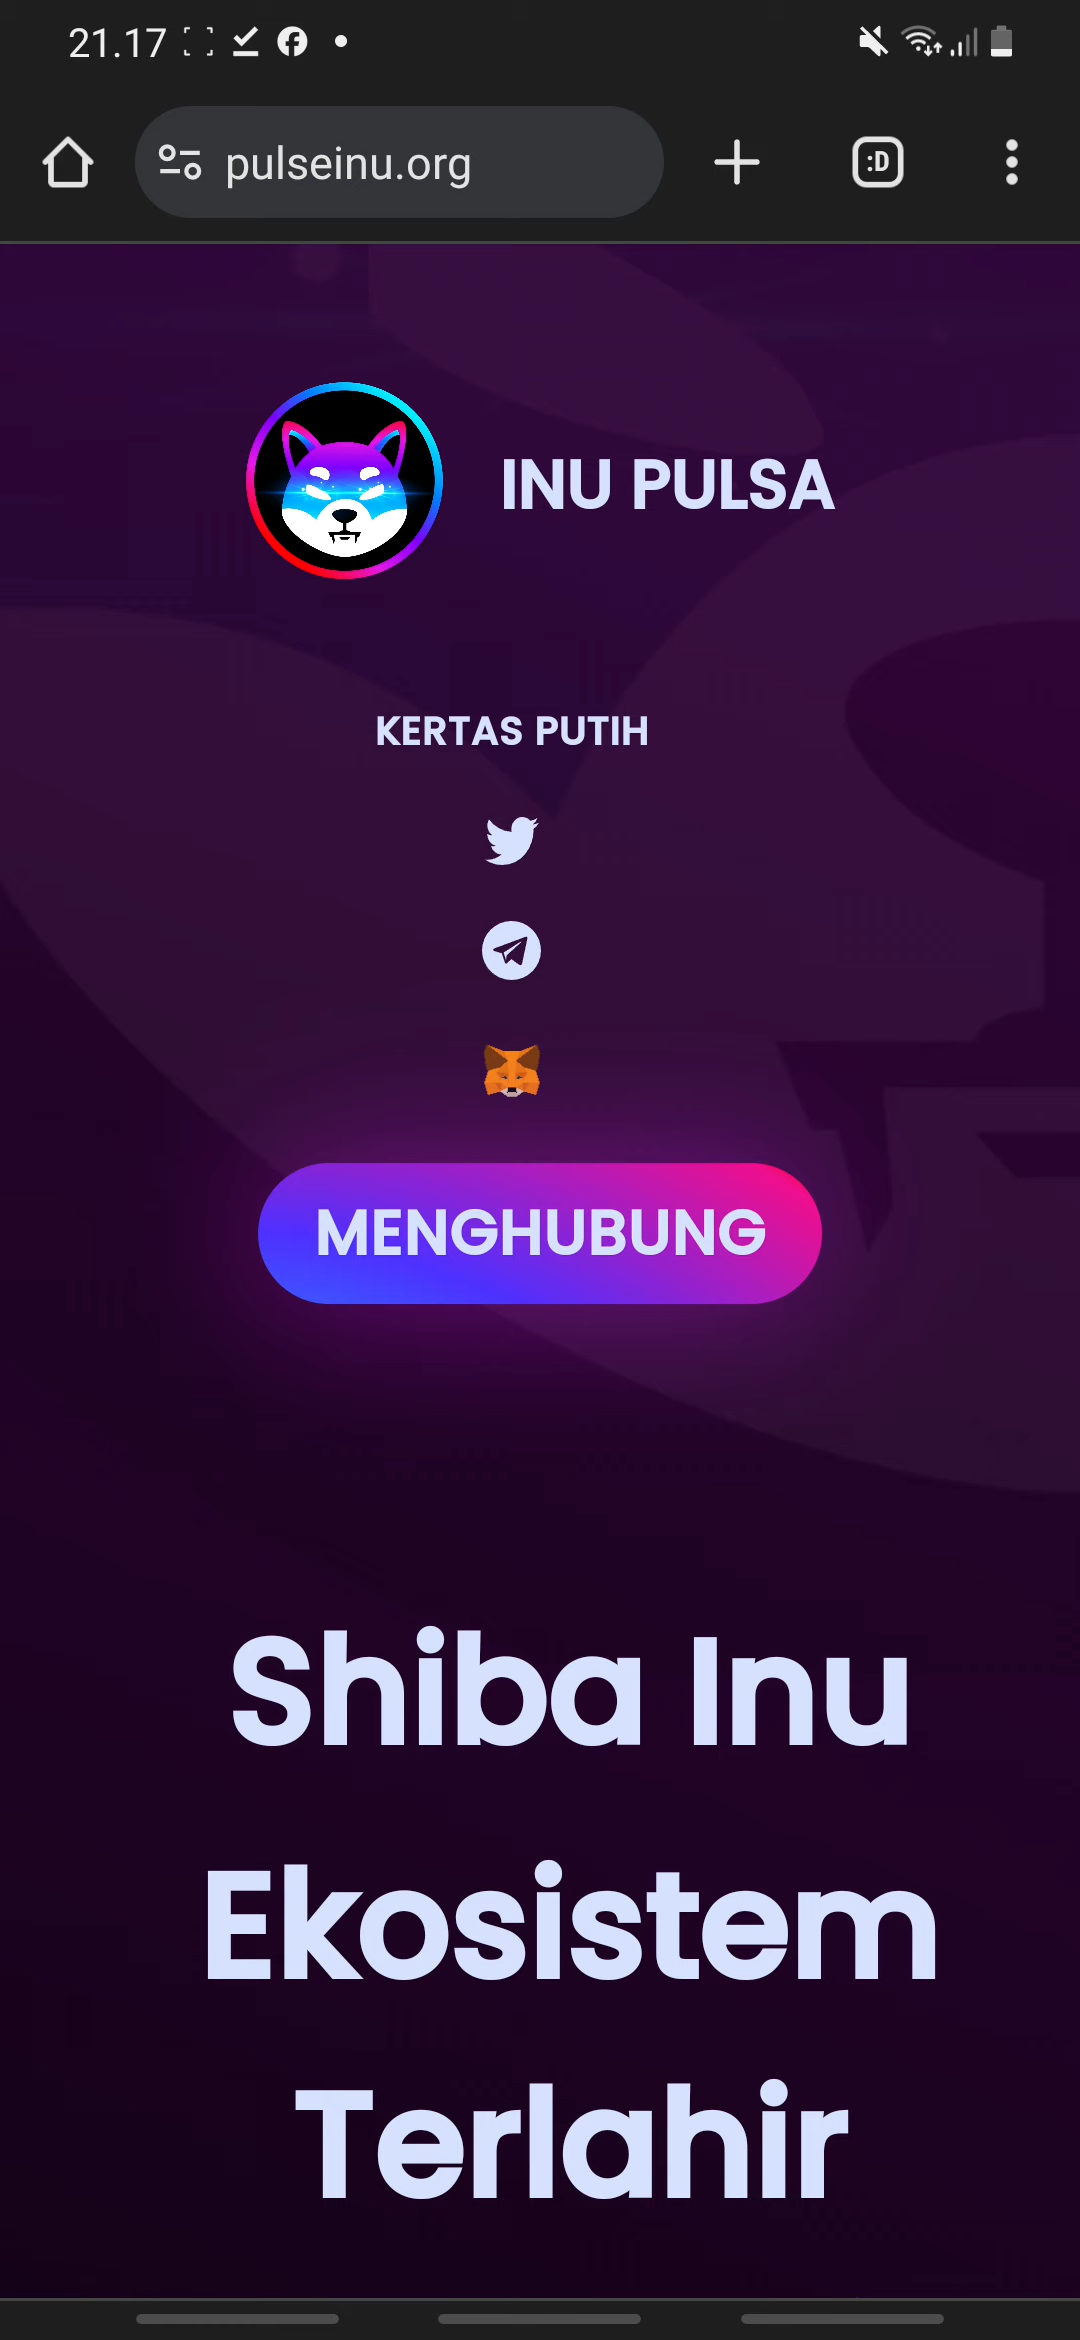 21.17
pulseinu.org
:D
INU PULSA
KERTAS PUTIH
MENGHUBUNG
Shiba Inu
Ekosistem
Terlahir